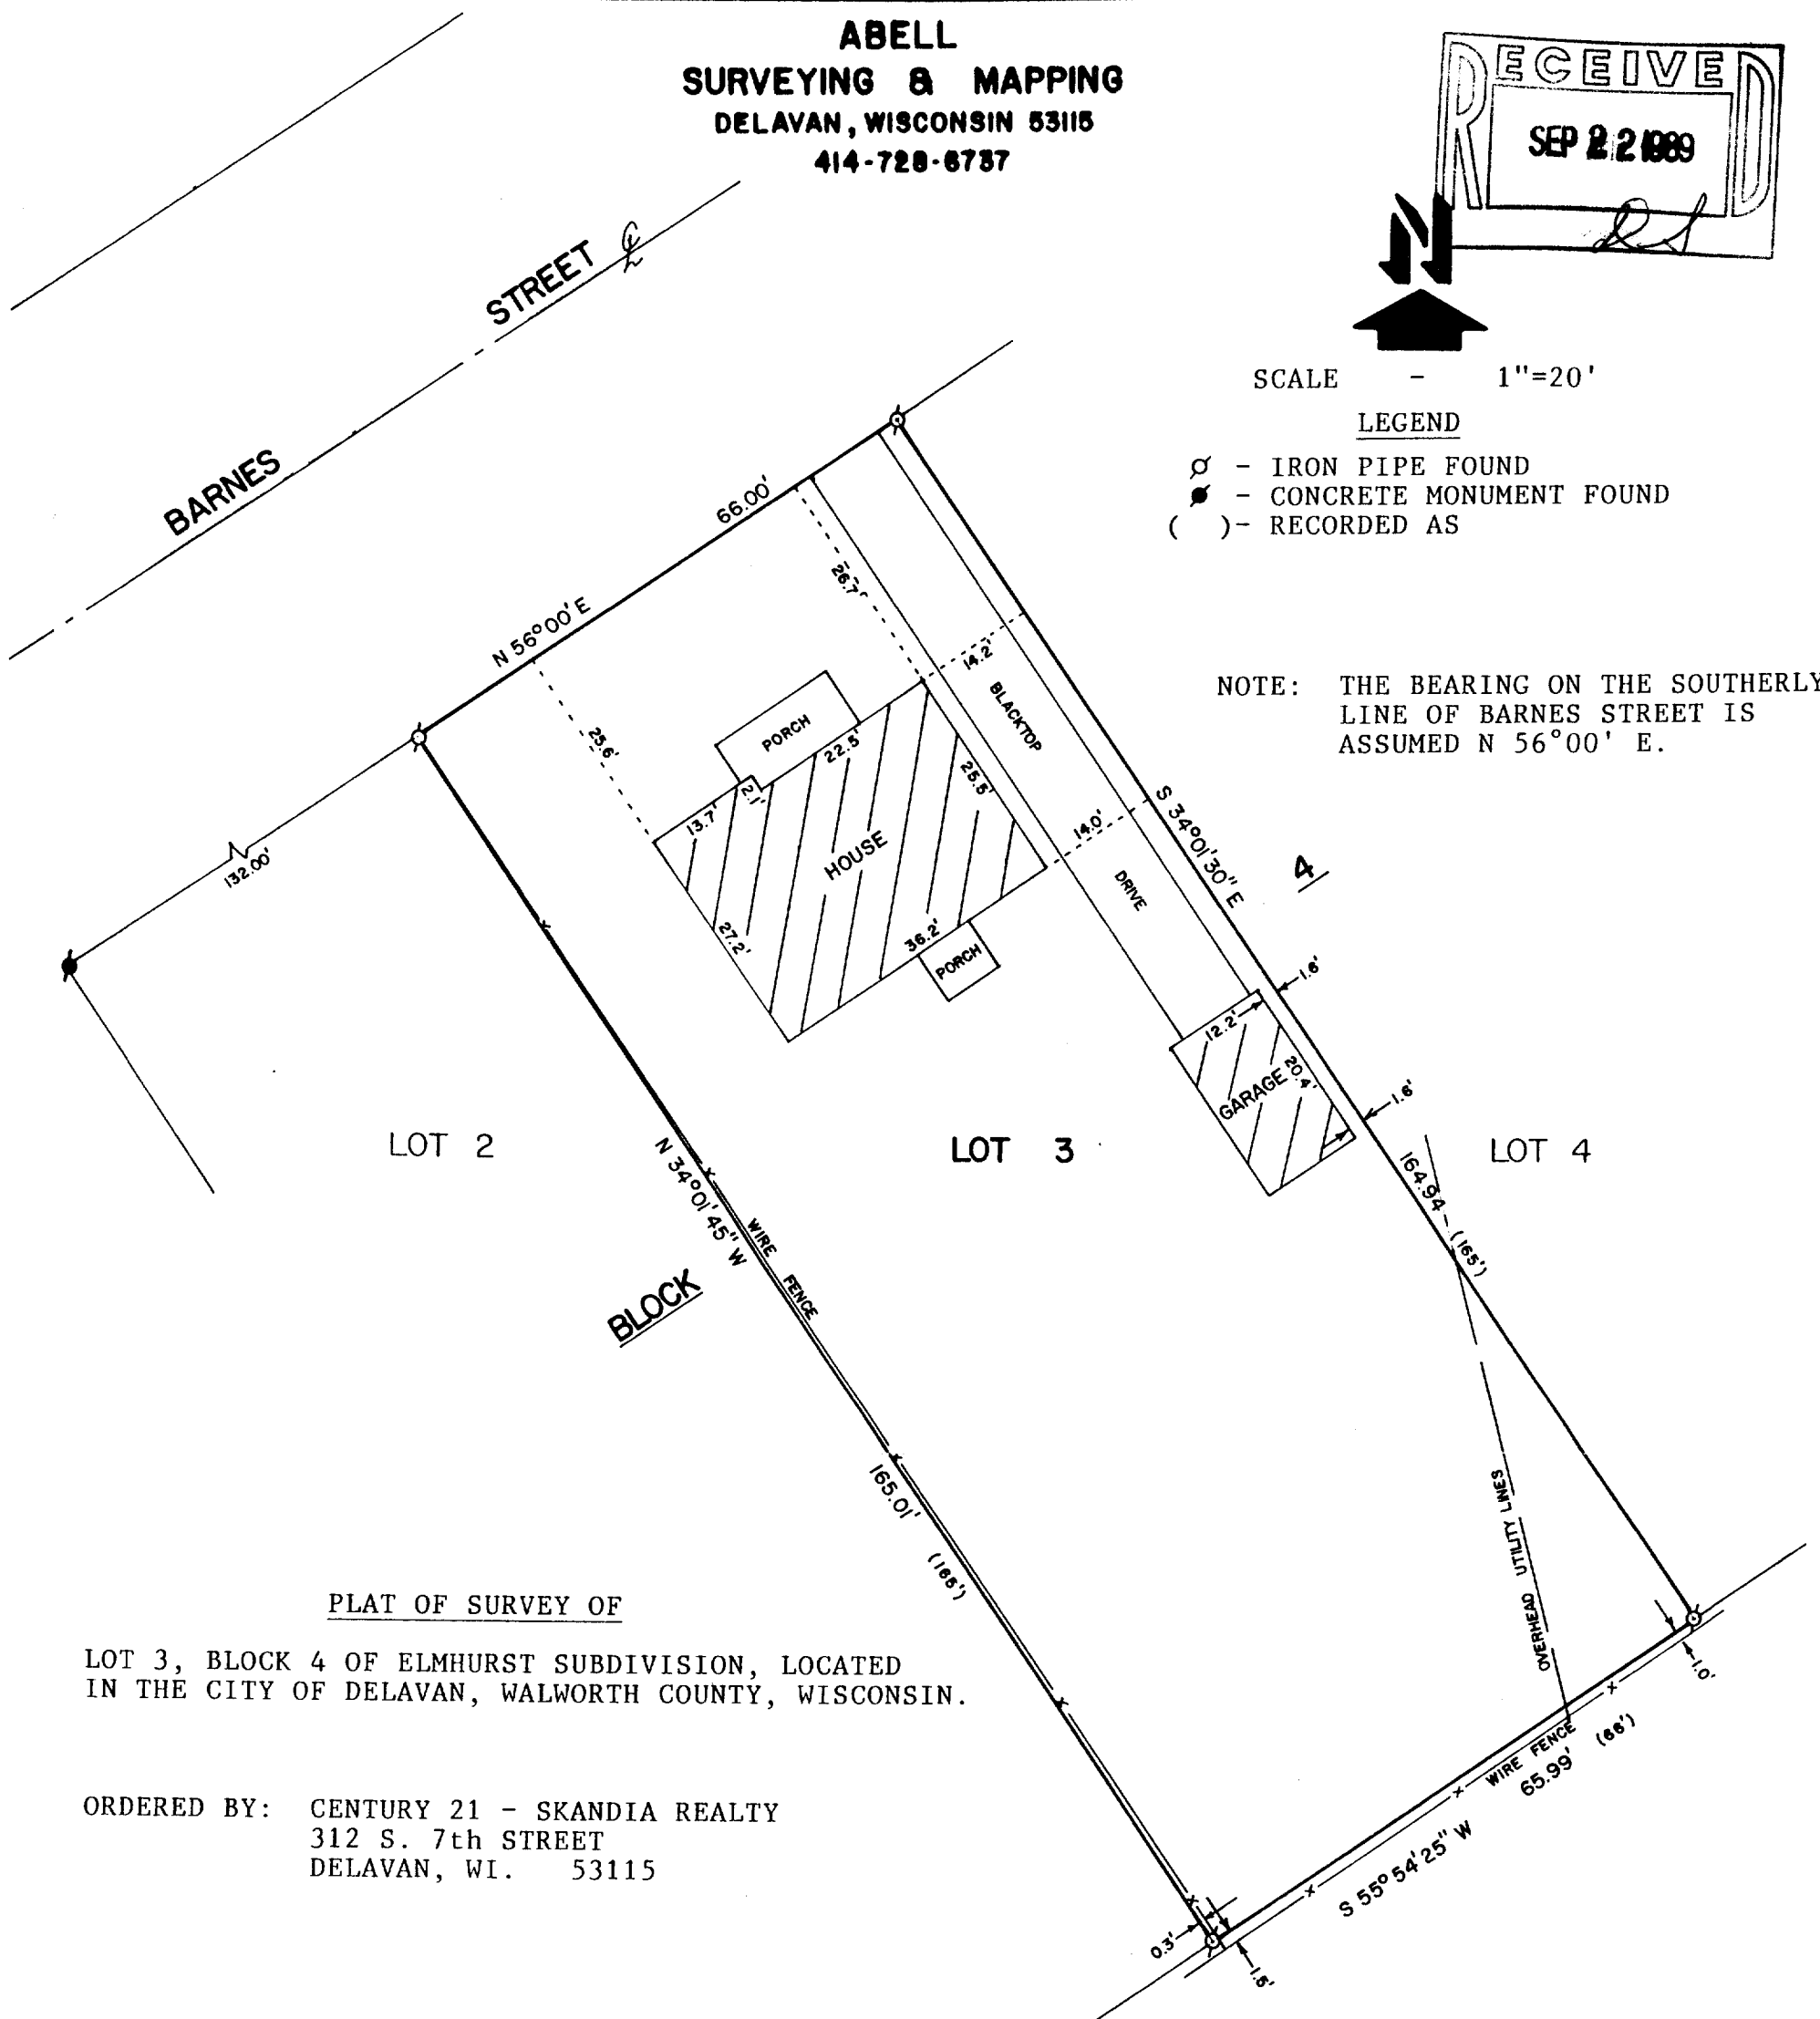 ABELL
SURVEYING & MAPPING
DELAVAN, WISCONSIN 53115
414-728-6737
RECEIVED
SEP 22 1989
N
SCALE - 1"=20'
LEGEND
- IRON PIPE FOUND
- CONCRETE MONUMENT FOUND
( )- RECORDED AS
NOTE: THE BEARING ON THE SOUTHERLY
LINE OF BARNES STREET IS
ASSUMED N 56°00' E.
BARNES STREET ℄
N 56°00' E
66.00'
132.00'
25.6'
26.7'
14.2'
14.0'
PORCH
22.5'
2.1'
13.7'
25.5'
HOUSE
27.2'
36.2'
PORCH
BLACKTOP
DRIVE
S 34°01'30" E
4
1.6'
12.2'
20.4'
GARAGE
1.6'
164.94 - (165')
LOT 2
LOT 3
LOT 4
N 34°01'45" W
WIRE FENCE
BLOCK
165.01'
(165')
OVERHEAD UTILITY LINES
1.0'
WIRE FENCE
65.99' (66')
S 55°54'25" W
0.3'
1.5'
PLAT OF SURVEY OF
LOT 3, BLOCK 4 OF ELMHURST SUBDIVISION, LOCATED
IN THE CITY OF DELAVAN, WALWORTH COUNTY, WISCONSIN.
ORDERED BY: CENTURY 21 - SKANDIA REALTY
312 S. 7th STREET
DELAVAN, WI. 53115